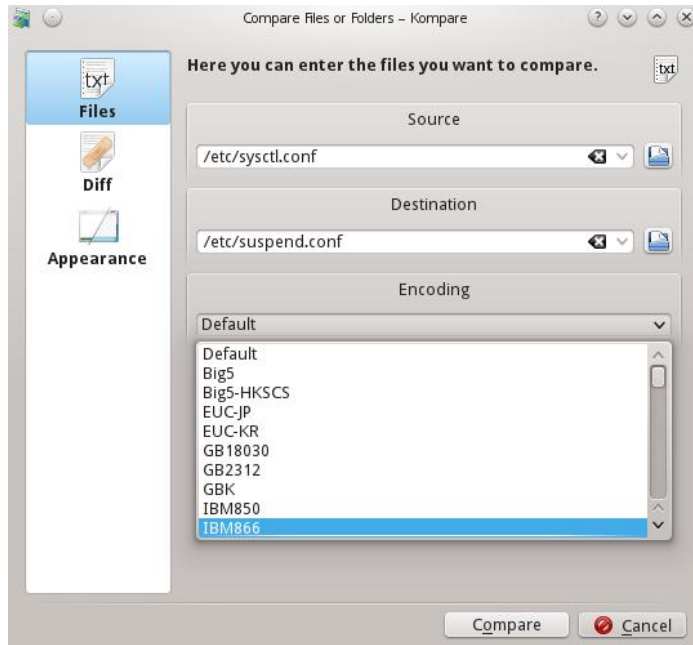 Compare Files or Folders – Kompare
txt
Files
Diff
Appearance
Here you can enter the files you want to compare.
txt
Source
/etc/sysctl.conf
Destination
/etc/suspend.conf
Encoding
Default
Default
Big5
Big5-HKSCS
EUC-JP
EUC-KR
GB18030
GB2312
GBK
IBM850
IBM866
Compare
Cancel